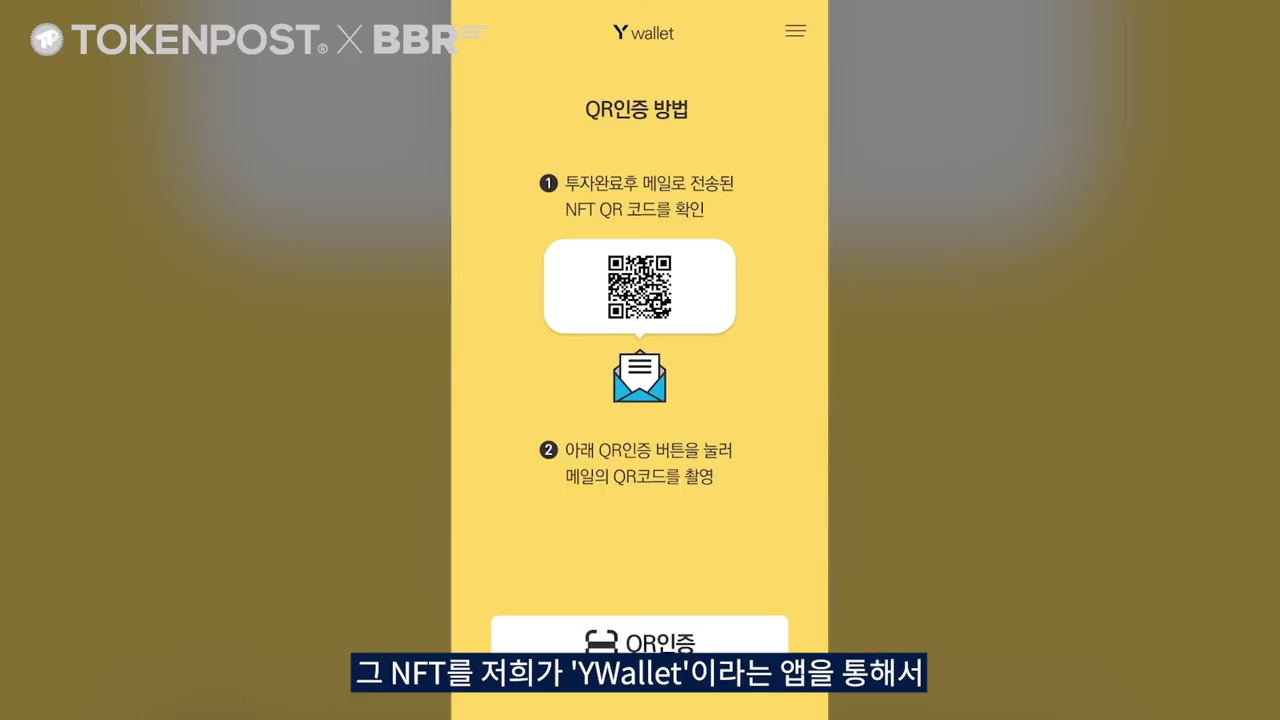 TOKENPOST® X BBR
Y wallet
QR인증 방법
1 투자완료후 메일로 전송된
NFT QR 코드를 확인
2 아래 QR인증 버튼을 눌러
메일의 QR코드를 촬영
QR인증
그 NFT를 저희가 'YWallet'이라는 앱을 통해서